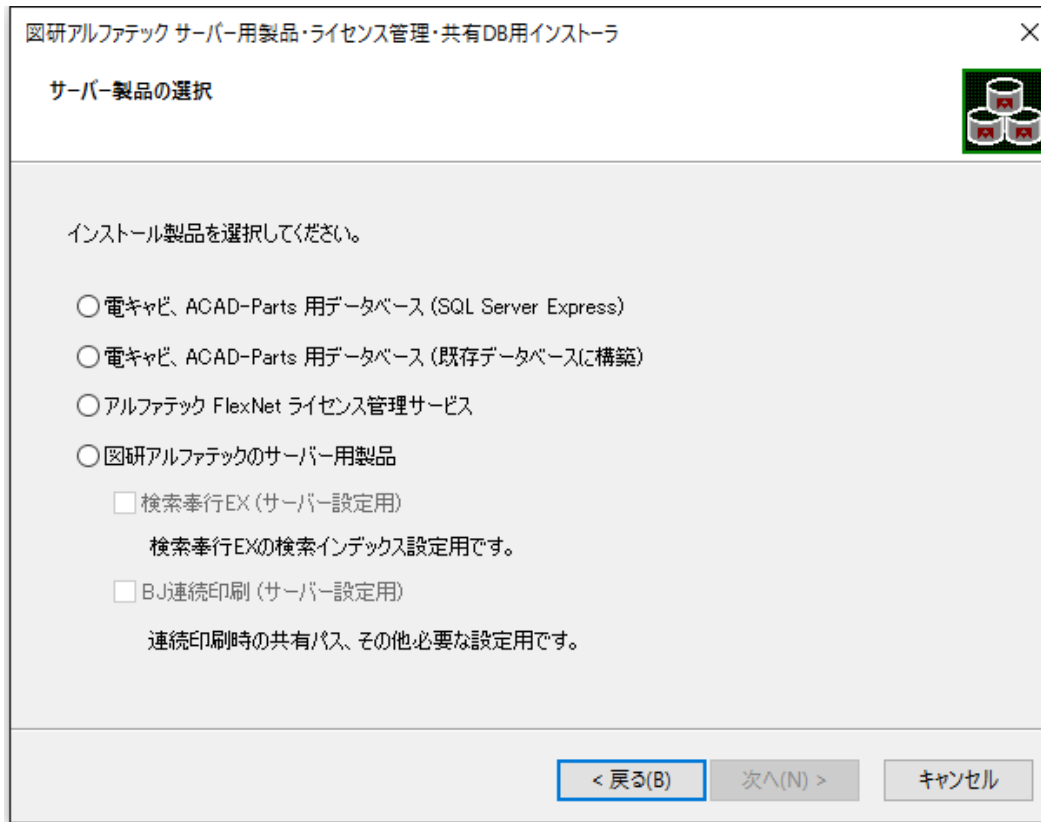 図研アルファテック サーバー用製品・ライセンス管理・共有DB用インストーラ
サーバー製品の選択
インストール製品を選択してください。
電キャビ、ACAD-Parts 用データベース (SQL Server Express)
電キャビ、ACAD-Parts 用データベース (既存データベースに構築)
アルファテック FlexNet ライセンス管理サービス
図研アルファテックのサーバー用製品
検索奉行EX (サーバー設定用)
検索奉行EXの検索インデックス設定用です。
BJ連続印刷 (サーバー設定用)
連続印刷時の共有パス、その他必要な設定用です。
< 戻る(B) 次へ(N) > キャンセル